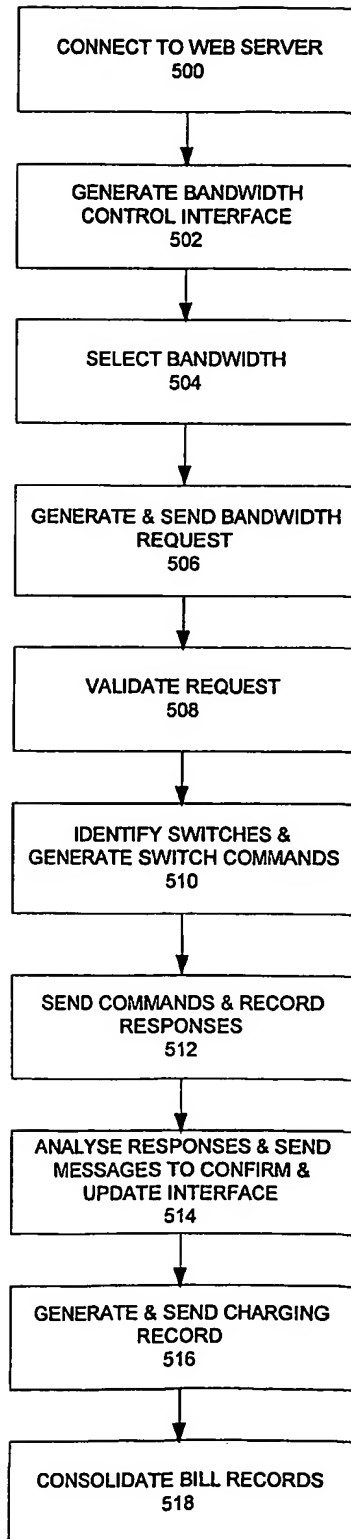 CONNECT TO WEB SERVER
500
GENERATE BANDWIDTH
CONTROL INTERFACE
502
SELECT BANDWIDTH
504
GENERATE & SEND BANDWIDTH
REQUEST
506
VALIDATE REQUEST
508
IDENTIFY SWITCHES &
GENERATE SWITCH COMMANDS
510
SEND COMMANDS & RECORD
RESPONSES
512
ANALYSE RESPONSES & SEND
MESSAGES TO CONFIRM &
UPDATE INTERFACE
514
GENERATE & SEND CHARGING
RECORD
516
CONSOLIDATE BILL RECORDS
518